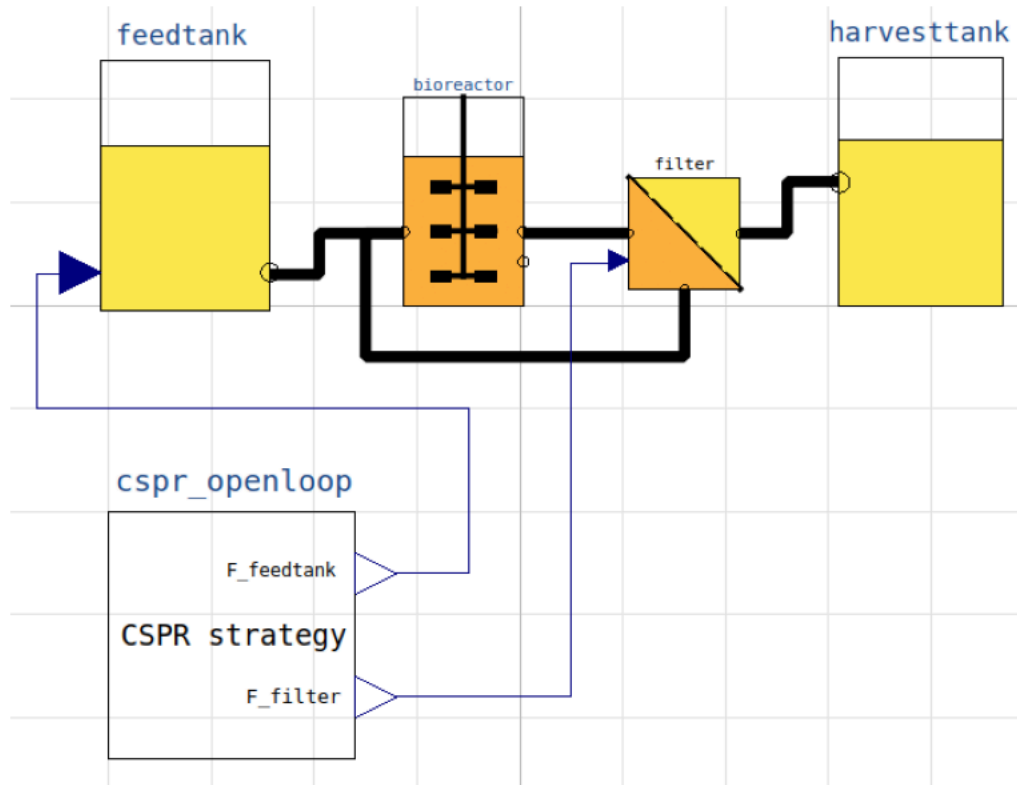 feedtank
harvesttank
bioreactor
filter
cspr_openloop
F_feedtank
CSPR strategy
F_filter